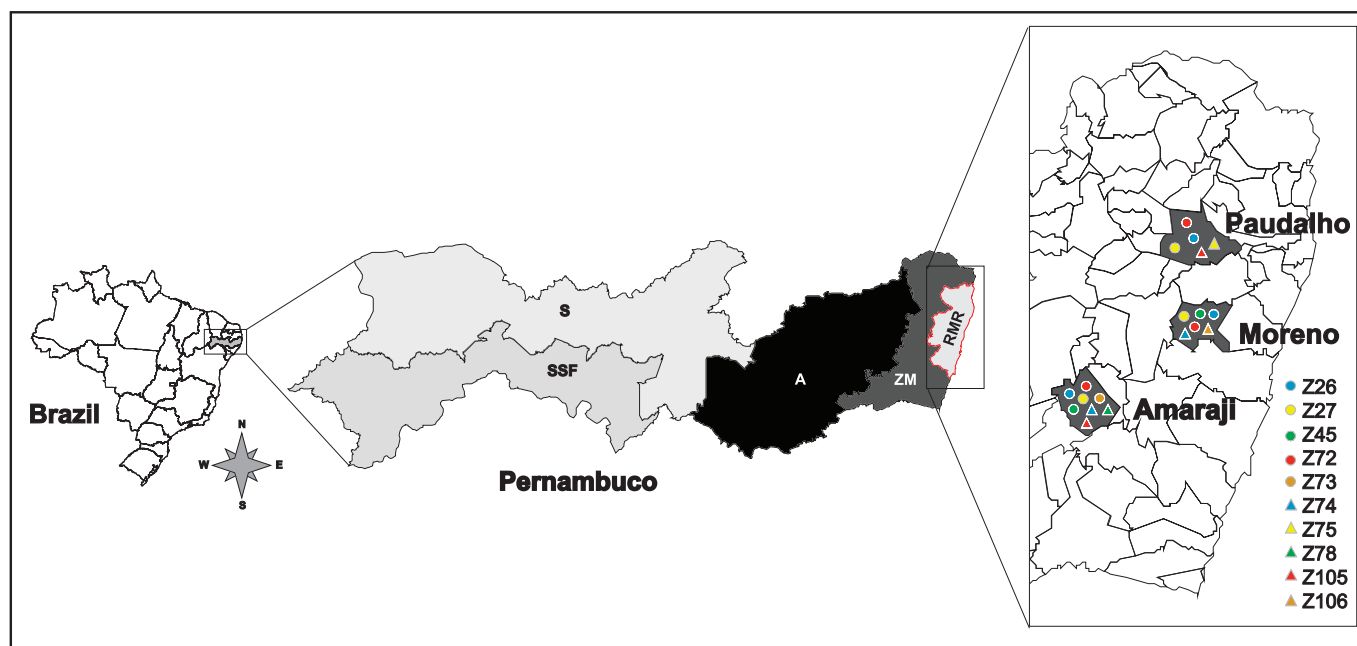 Brazil
N
W
E
S
Pernambuco
S
SSF
A
ZM
RMR
Paudalho
Moreno
Amaraji
Z26
Z27
Z45
Z72
Z73
Z74
Z75
Z78
Z105
Z106